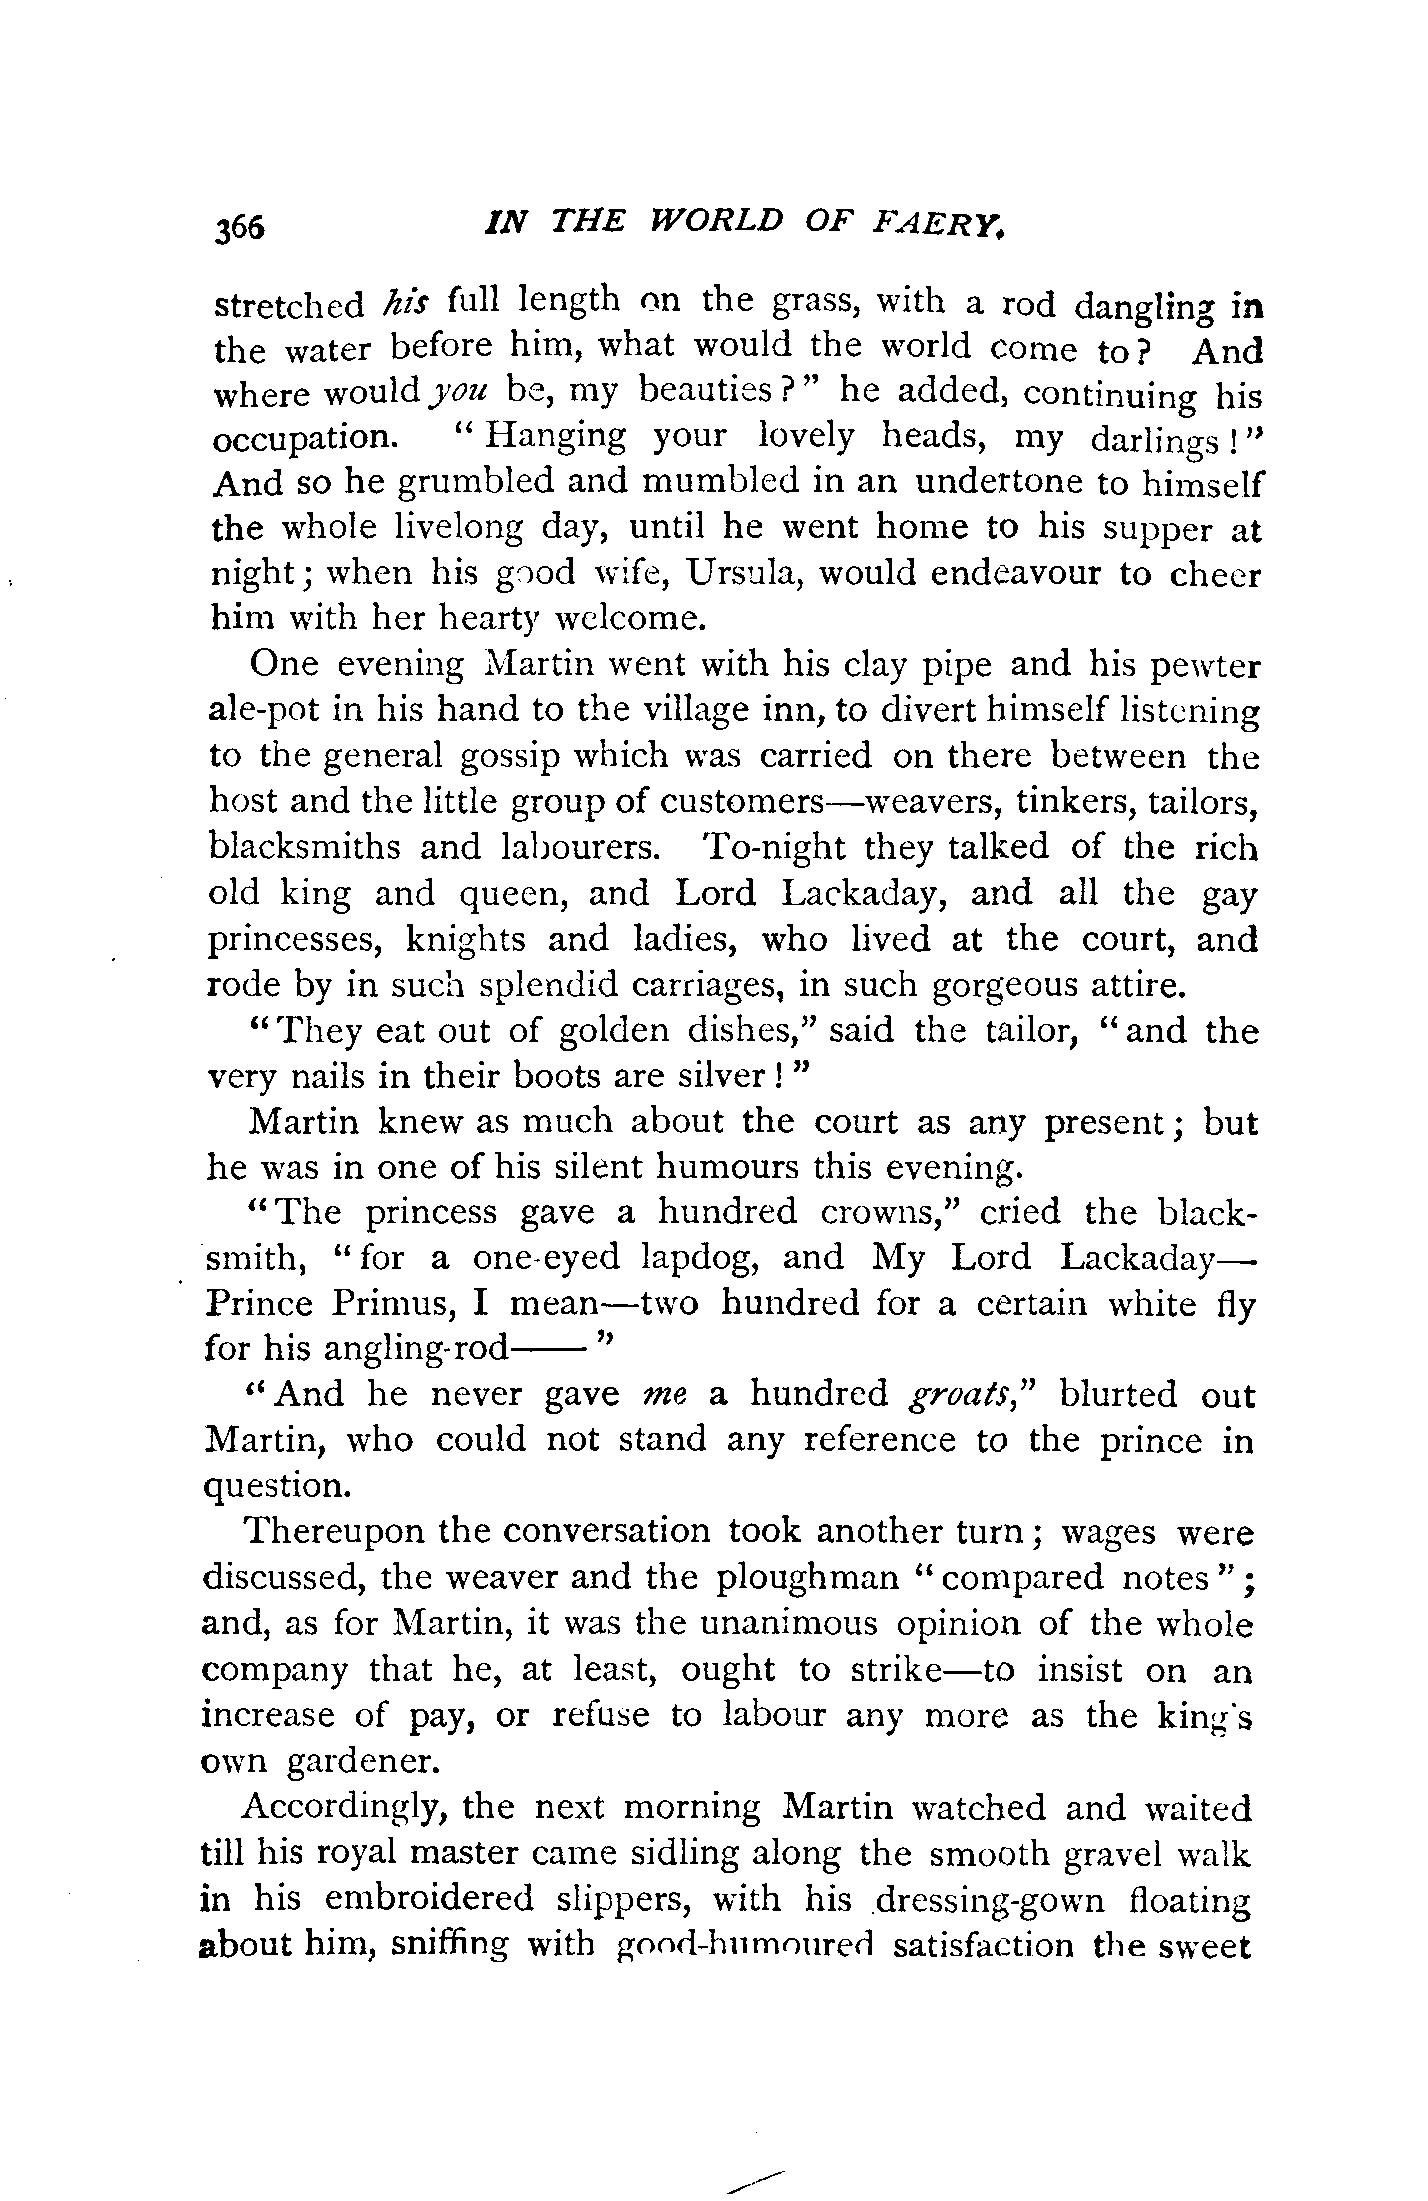 366 IN THE WORLD OF FAERY.
stretched his full length on the grass, with a rod dangling in
the water before him, what would the world come to? And
where would you be, my beauties?" he added, continuing his
occupation. "Hanging your lovely heads, my darlings!"
And so he grumbled and mumbled in an undertone to himself
the whole livelong day, until he went home to his supper at
night; when his good wife, Ursula, would endeavour to cheer
him with her hearty welcome.
One evening Martin went with his clay pipe and his pewter
ale-pot in his hand to the village inn, to divert himself listening
to the general gossip which was carried on there between the
host and the little group of customers—weavers, tinkers, tailors,
blacksmiths and labourers. To-night they talked of the rich
old king and queen, and Lord Lackaday, and all the gay
princesses, knights and ladies, who lived at the court, and
rode by in such splendid carriages, in such gorgeous attire.
"They eat out of golden dishes," said the tailor, "and the
very nails in their boots are silver!"
Martin knew as much about the court as any present; but
he was in one of his silent humours this evening.
"The princess gave a hundred crowns," cried the black-
smith, "for a one-eyed lapdog, and My Lord Lackaday—
Prince Primus, I mean—two hundred for a certain white fly
for his angling-rod——"
"And he never gave me a hundred groats," blurted out
Martin, who could not stand any reference to the prince in
question.
Thereupon the conversation took another turn; wages were
discussed, the weaver and the ploughman "compared notes";
and, as for Martin, it was the unanimous opinion of the whole
company that he, at least, ought to strike—to insist on an
increase of pay, or refuse to labour any more as the king's
own gardener.
Accordingly, the next morning Martin watched and waited
till his royal master came sidling along the smooth gravel walk
in his embroidered slippers, with his dressing-gown floating
about him, sniffing with good-humoured satisfaction the sweet